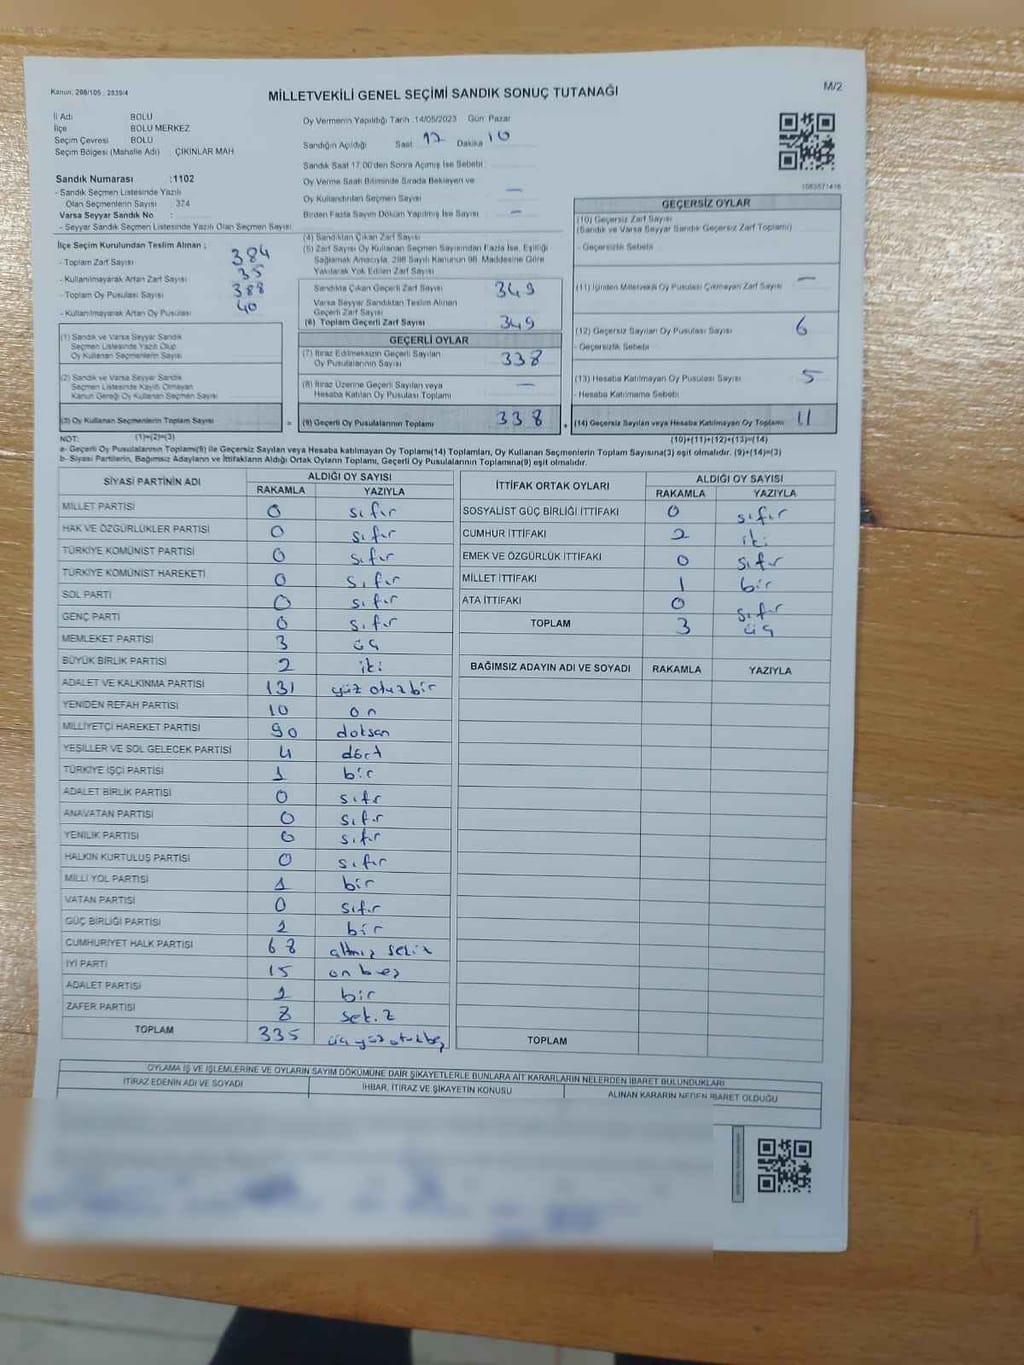 Kanun, 298/105 , 2839/4
M/2
MİLLETVEKİLİ GENEL SEÇİMİ SANDIK SONUÇ TUTANAĞI
İl Adı BOLU
İlçe BOLU MERKEZ
Seçim Çevresi BOLU
Seçim Bölgesi (Mahalle Adı) ÇIKINLAR MAH.
Sandık Numarası :1102
- Sandık Seçmen Listesinde Yazılı
Olan Seçmenlerin Sayısı : 374
Varsa Seyyar Sandık No :
- Seyyar Sandık Seçmen Listesinde Yazılı Olan Seçmen Sayısı
İlçe Seçim Kurulundan Teslim Alınan ;
- Toplam Zarf Sayısı 384
- Kullanılmayarak Artan Zarf Sayısı 35
- Toplam Oy Pusulası Sayısı 388
- Kullanılmayarak Artan Oy Pusulası 40
(1) Sandık ve Varsa Seyyar Sandık
Seçmen Listesinde Yazılı Olup
Oy Kullanan Seçmenlerin Sayısı
(2) Sandık ve Varsa Seyyar Sandık
Seçmen Listesinde Kayıtlı Olmayan
Kanun Gereği Oy Kullanan Seçmen Sayısı
(3) Oy Kullanan Seçmenlerin Toplam Sayısı
Oy Vermenin Yapıldığı Tarih :14/05/2023 Gün: Pazar
Sandığın Açıldığı Saat 17 Dakika 10
Sandık Saat 17:00'den Sonra Açılmış İse Sebebi
Oy Verme Saati Bitiminde Sırada Bekleyen ve
Oy Kullandırılan Seçmen Sayısı —
Birden Fazla Sayım Döküm Yapılmış İse Sayısı —
(4) Sandıktan Çıkan Zarf Sayısı
(5) Zarf Sayısı Oy Kullanan Seçmen Sayısından Fazla İse, Eşitliği
Sağlamak Amacıyla, 298 Sayılı Kanunun 98. Maddesine Göre
Yakılarak Yok Edilen Zarf Sayısı
Sandıkta Çıkan Geçerli Zarf Sayısı 349
Varsa Seyyar Sandıktan Teslim Alınan
Geçerli Zarf Sayısı
(6) Toplam Geçerli Zarf Sayısı 349
GEÇERLİ OYLAR
(7) İtiraz Edilmeksizin Geçerli Sayılan
Oy Pusulalarının Sayısı 338
(8) İtiraz Üzerine Geçerli Sayılan veya
Hesaba Katılan Oy Pusulası Toplamı —
= (9) Geçerli Oy Pusulalarının Toplamı 338
1083571416
GEÇERSİZ OYLAR
(10) Geçersiz Zarf Sayısı
(Sandık ve Varsa Seyyar Sandık Geçersiz Zarf Toplamı)
- Geçersizlik Sebebi
(11) İçinden Milletvekili Oy Pusulası Çıkmayan Zarf Sayısı —
(12) Geçersiz Sayılan Oy Pusulası Sayısı 6
- Geçersizlik Sebebi
(13) Hesaba Katılmayan Oy Pusulası Sayısı 5
- Hesaba Katılmama Sebebi
+ (14) Geçersiz Sayılan veya Hesaba Katılmayan Oy Toplamı 11
NOT: (1)+(2)=(3)
(10)+(11)+(12)+(13)=(14)
a- Geçerli Oy Pusulalarının Toplamı(9) ile Geçersiz Sayılan veya Hesaba katılmayan Oy Toplamı(14) Toplamları, Oy Kullanan Seçmenlerin Toplam Sayısına(3) eşit olmalıdır. (9)+(14)=(3)
b- Siyasi Partilerin, Bağımsız Adayların ve İttifakların Aldığı Ortak Oyların Toplamı, Geçerli Oy Pusulalarının Toplamına(9) eşit olmalıdır.
SİYASİ PARTİNİN ADI ALDIĞI OY SAYISI
RAKAMLA YAZIYLA
MİLLET PARTİSİ 0 sıfır
HAK VE ÖZGÜRLÜKLER PARTİSİ 0 sıfır
TÜRKİYE KOMÜNİST PARTİSİ 0 sıfır
TÜRKİYE KOMÜNİST HAREKETİ 0 sıfır
SOL PARTİ 0 sıfır
GENÇ PARTİ 0 sıfır
MEMLEKET PARTİSİ 3 üç
BÜYÜK BİRLİK PARTİSİ 2 iki
ADALET VE KALKINMA PARTİSİ 131 yüz otuzbir
YENİDEN REFAH PARTİSİ 10 on
MİLLİYETÇİ HAREKET PARTİSİ 90 doksan
YEŞİLLER VE SOL GELECEK PARTİSİ 4 dört
TÜRKİYE İŞÇİ PARTİSİ 1 bir
ADALET BİRLİK PARTİSİ 0 sıfır
ANAVATAN PARTİSİ 0 sıfır
YENİLİK PARTİSİ 0 sıfır
HALKIN KURTULUŞ PARTİSİ 0 sıfır
MİLLİ YOL PARTİSİ 1 bir
VATAN PARTİSİ 0 sıfır
GÜÇ BİRLİĞİ PARTİSİ 1 bir
CUMHURİYET HALK PARTİSİ 68 altmış sekiz
İYİ PARTİ 15 on beş
ADALET PARTİSİ 1 bir
ZAFER PARTİSİ 8 sekiz
TOPLAM 335 üç yüz otuz beş
İTTİFAK ORTAK OYLARI ALDIĞI OY SAYISI
RAKAMLA YAZIYLA
SOSYALİST GÜÇ BİRLİĞİ İTTİFAKI 0 sıfır
CUMHUR İTTİFAKI 2 iki
EMEK VE ÖZGÜRLÜK İTTİFAKI 0 sıfır
MİLLET İTTİFAKI 1 bir
ATA İTTİFAKI 0 sıfır
TOPLAM 3 üç
BAĞIMSIZ ADAYIN ADI VE SOYADI RAKAMLA YAZIYLA
TOPLAM
OYLAMA İŞ VE İŞLEMLERİNE VE OYLARIN SAYIM DÖKÜMÜNE DAİR ŞİKAYETLERLE BUNLARA AİT KARARLARIN NELERDEN İBARET BULUNDUKLARI
İTİRAZ EDENİN ADI VE SOYADI İHBAR, İTİRAZ VE ŞİKAYETİN KONUSU ALINAN KARARIN NEDEN İBARET OLDUĞU